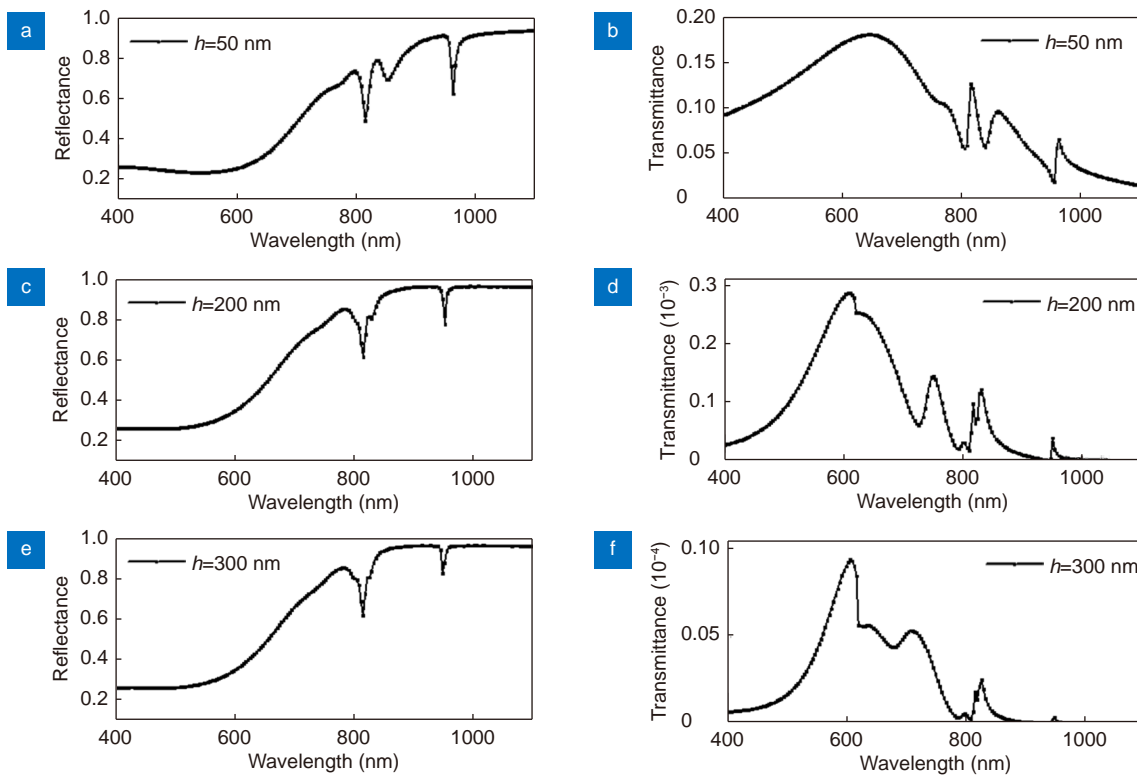 a
1.0
0.8
0.6
0.4
0.2
Reflectance
h=50 nm
400 600 800 1000
Wavelength (nm)
b
0.20
0.15
0.10
0.05
0
Transmittance
h=50 nm
400 600 800 1000
Wavelength (nm)
c
1.0
0.8
0.6
0.4
0.2
Reflectance
h=200 nm
400 600 800 1000
Wavelength (nm)
d
0.3
0.2
0.1
0
Transmittance (10⁻³)
h=200 nm
400 600 800 1000
Wavelength (nm)
e
1.0
0.8
0.6
0.4
0.2
Reflectance
h=300 nm
400 600 800 1000
Wavelength (nm)
f
0.10
0.05
0
Transmittance (10⁻⁴)
h=300 nm
400 600 800 1000
Wavelength (nm)